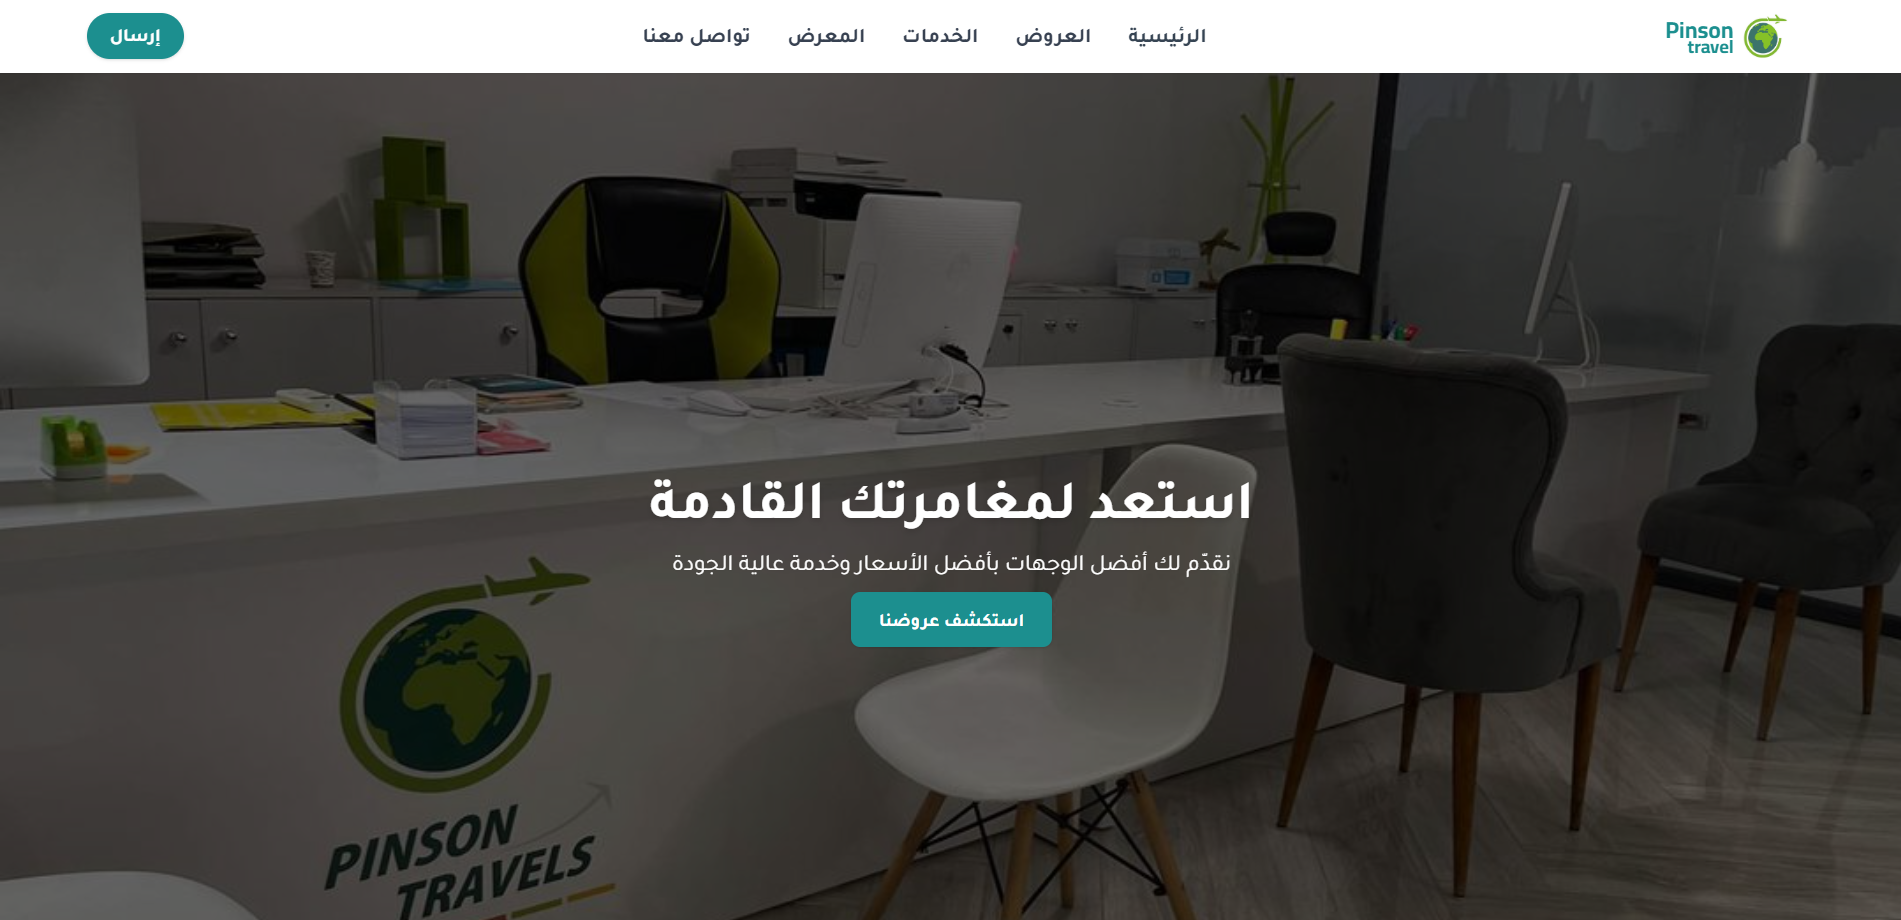 Pinson
travel
الرئيسية
العروض
الخدمات
المعرض
تواصل معنا
إرسال
استعد لمغامرتك القادمة
نقدّم لك أفضل الوجهات بأفضل الأسعار وخدمة عالية الجودة
استكشف عروضنا
PINSON
TRAVELS